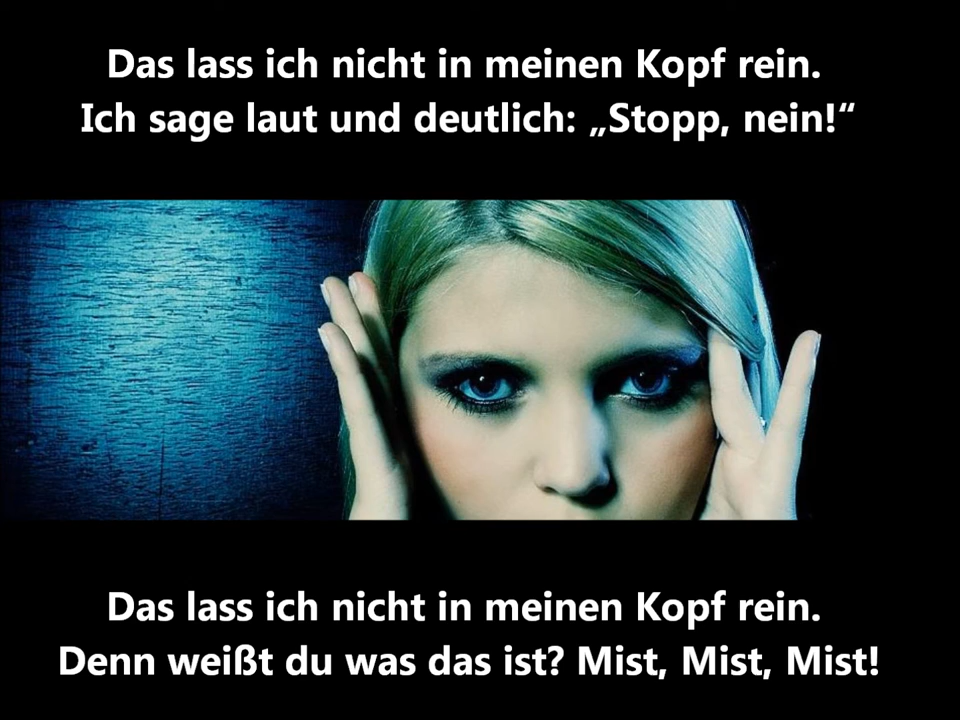 Das lass ich nicht in meinen Kopf rein.
Ich sage laut und deutlich: „Stopp, nein!“
Das lass ich nicht in meinen Kopf rein.
Denn weißt du was das ist? Mist, Mist, Mist!